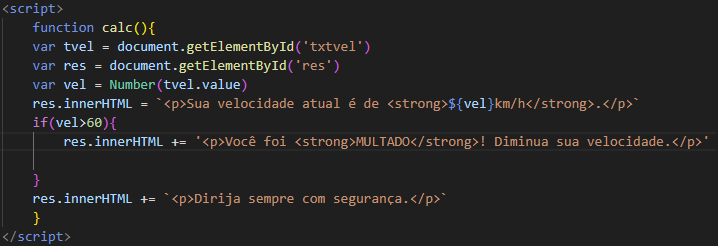 <script>
    function calc(){
    var tvel = document.getElementById('txtvel')
    var res = document.getElementById('res')
    var vel = Number(tvel.value)
    res.innerHTML = `<p>Sua velocidade atual é de <strong>${vel}km/h</strong>.</p>`
    if(vel>60){
        res.innerHTML += '<p>Você foi <strong>MULTADO</strong>! Diminua sua velocidade.</p>'
    }
    res.innerHTML += `<p>Dirija sempre com segurança.</p>`
    }
</script>